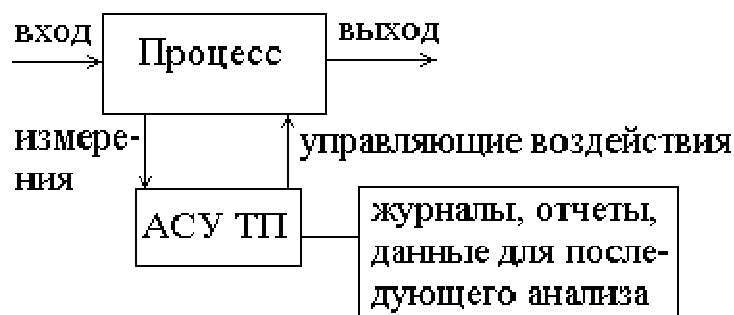 вход
Процесс
выход
измере-
ния
управляющие воздействия
АСУ ТП
журналы, отчеты,
данные для после-
дующего анализа